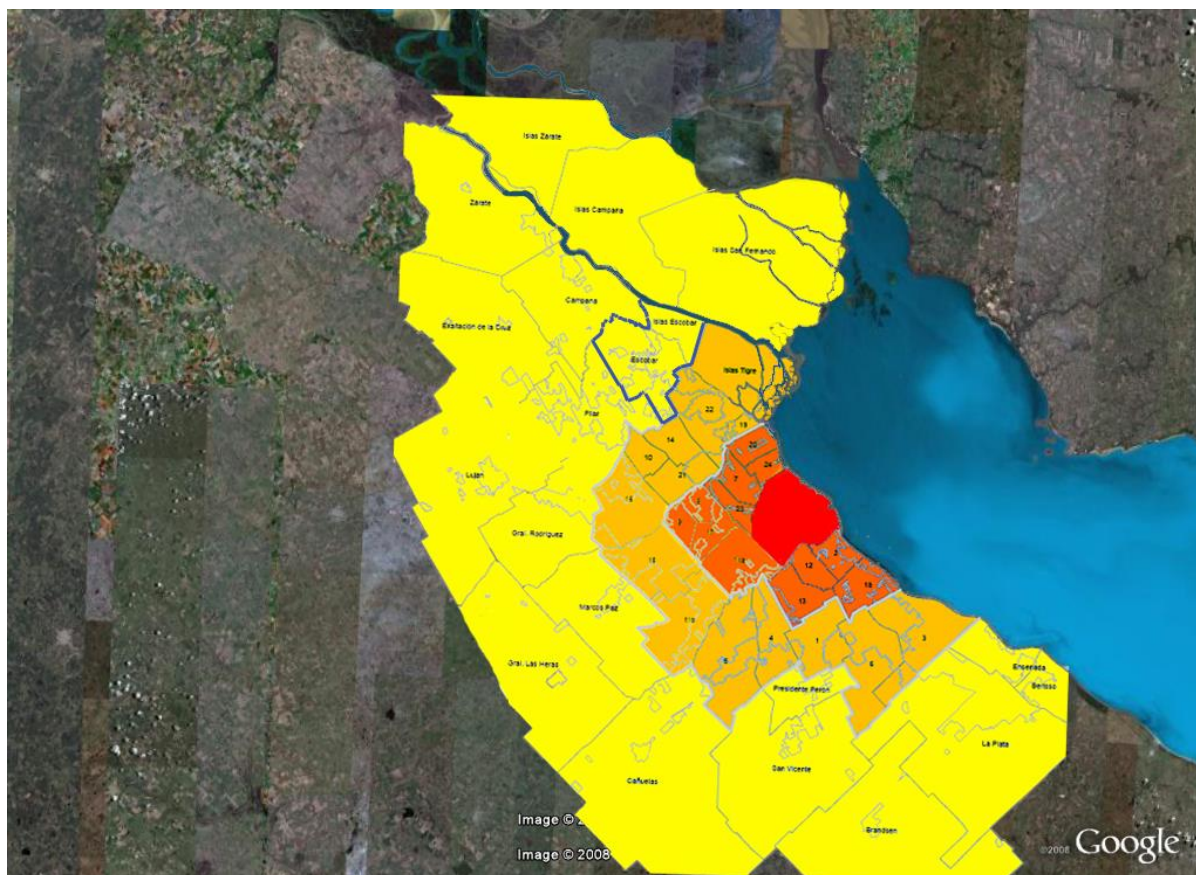 Islas Zarate
Zarate
Islas Campana
Islas San Fernando
Campana
Islas Escobar
Exaltación de la Cruz
Escobar
Islas Tigre
Pilar
22
19
14
20
10
24
21
7
Lujan
23
15
9
Gral. Rodriguez
2
12
16
18
13
Marcos Paz
11b
4
1
3
Gral. Las Heras
5
6
Ensenada
Presidente Perón
Berisso
La Plata
San Vicente
Cañuelas
Image © 2
Brandsen
Image © 2008
©2008 Google